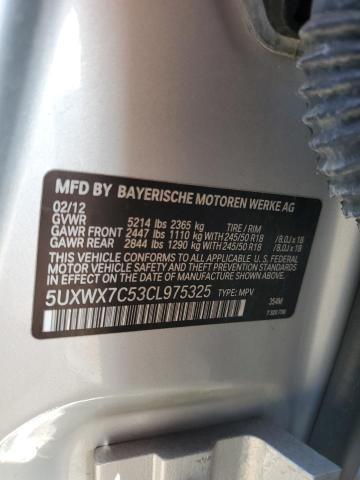 MFD BY BAYERISCHE MOTOREN WERKE AG
02/12
GVWR 5214 lbs 2365 kg TIRE / RIM
GAWR FRONT 2447 lbs 1110 kg WITH 245/50 R18 / 8.0J x 18
GAWR REAR 2844 lbs 1290 kg WITH 245/50 R18 / 8.0J x 18
THIS VEHICLE CONFORMS TO ALL APPLICABLE U.S. FEDERAL
MOTOR VEHICLE SAFETY STANDARDS IN EFFECT ON THE
DATE OF MANUFACTURE SHOWN ABOVE.
5UXWX7C53CL975325 TYPE: MPV
354M